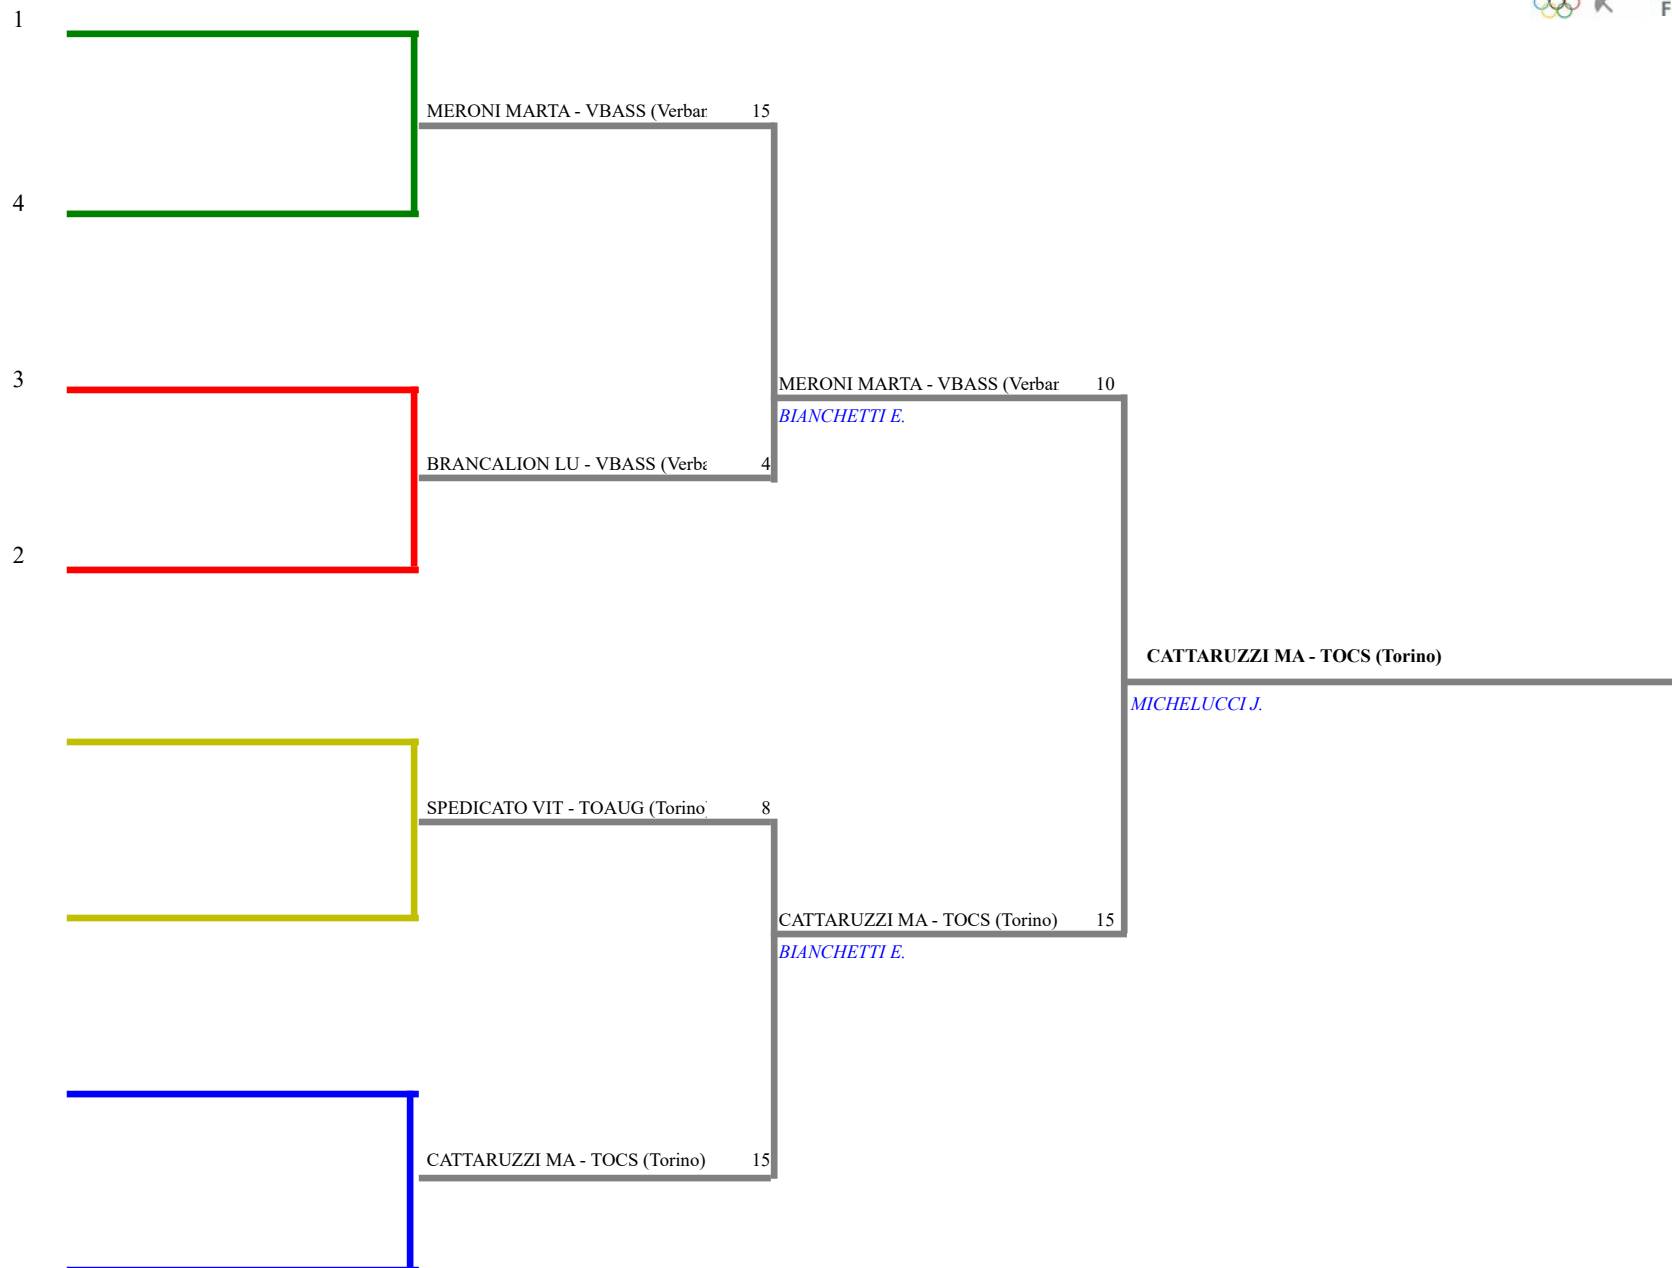 1
F
MERONI MARTA - VBASS (Verban 15
4
3
MERONI MARTA - VBASS (Verban 10
BIANCHETTI E.
BRANCALION LU - VBASS (Verba 4
2
CATTARUZZI MA - TOCS (Torino)
MICHELUCCI J.
SPEDICATO VIT - TOAUG (Torino) 8
CATTARUZZI MA - TOCS (Torino) 15
BIANCHETTI E.
CATTARUZZI MA - TOCS (Torino) 15